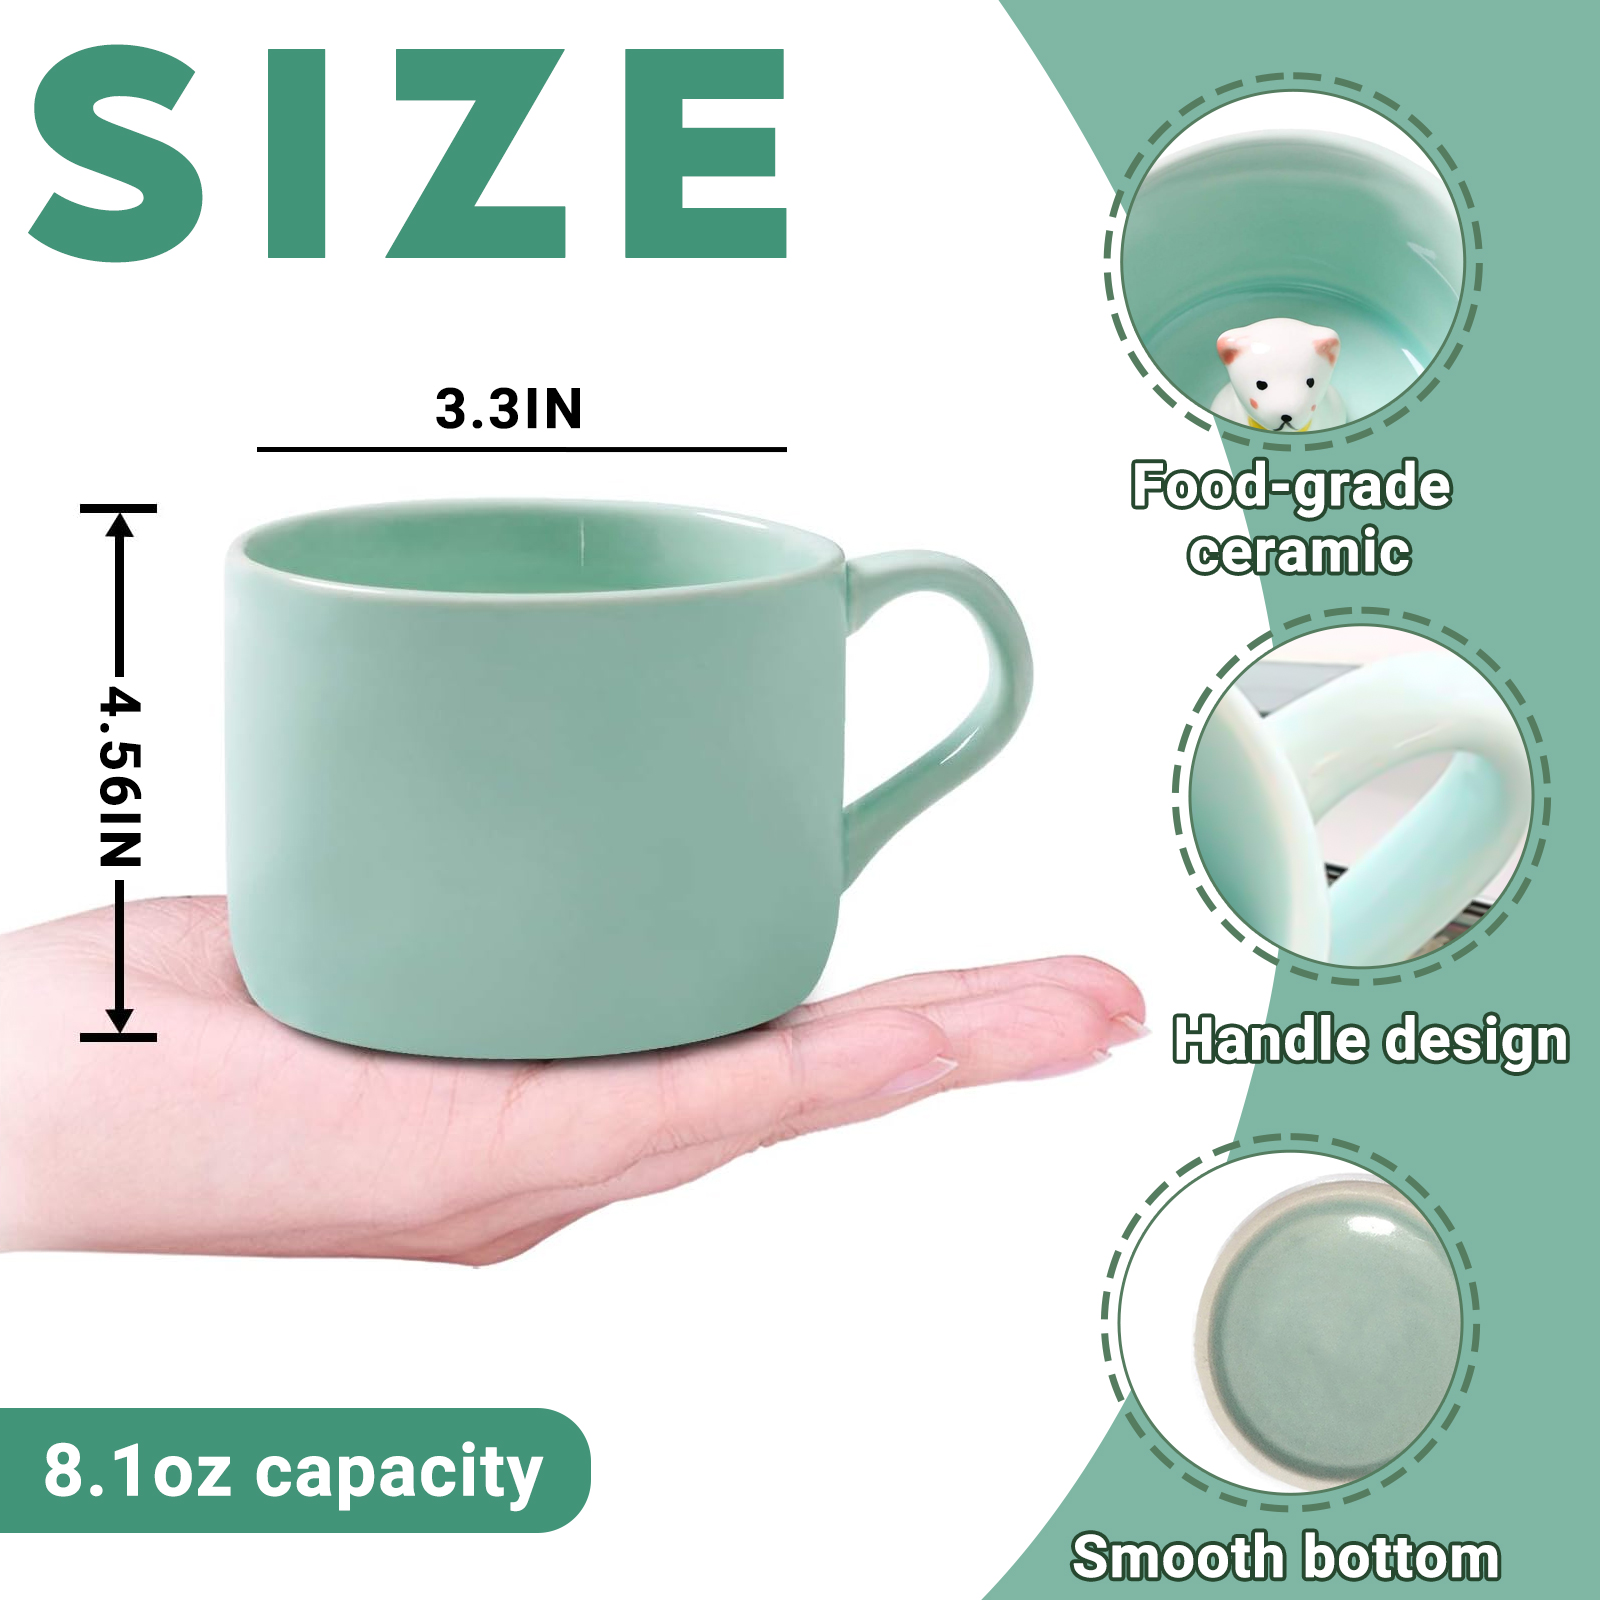 SIZE
3.3IN
4.56IN
8.1oz capacity
Food-grade
ceramic
Handle design
Smooth bottom